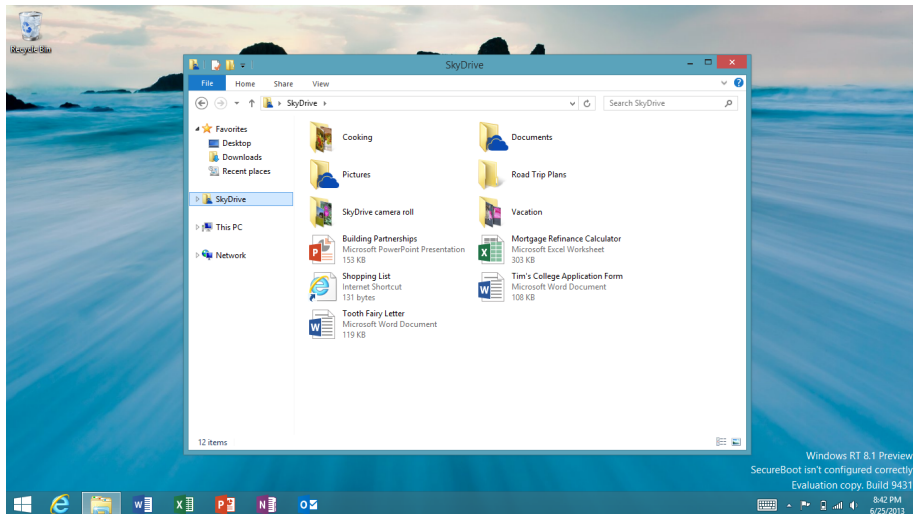 Recycle Bin
SkyDrive
File Home Share View
SkyDrive
Search SkyDrive
Favorites
Desktop
Downloads
Recent places
SkyDrive
This PC
Network
Cooking
Documents
Pictures
Road Trip Plans
SkyDrive camera roll
Vacation
Building Partnerships
Microsoft PowerPoint Presentation
153 KB
Mortgage Refinance Calculator
Microsoft Excel Worksheet
303 KB
Shopping List
Internet Shortcut
131 bytes
Tim's College Application Form
Microsoft Word Document
108 KB
Tooth Fairy Letter
Microsoft Word Document
119 KB
12 items
Windows RT 8.1 Preview
SecureBoot isn't configured correctly
Evaluation copy. Build 9431
8:42 PM
6/25/2013